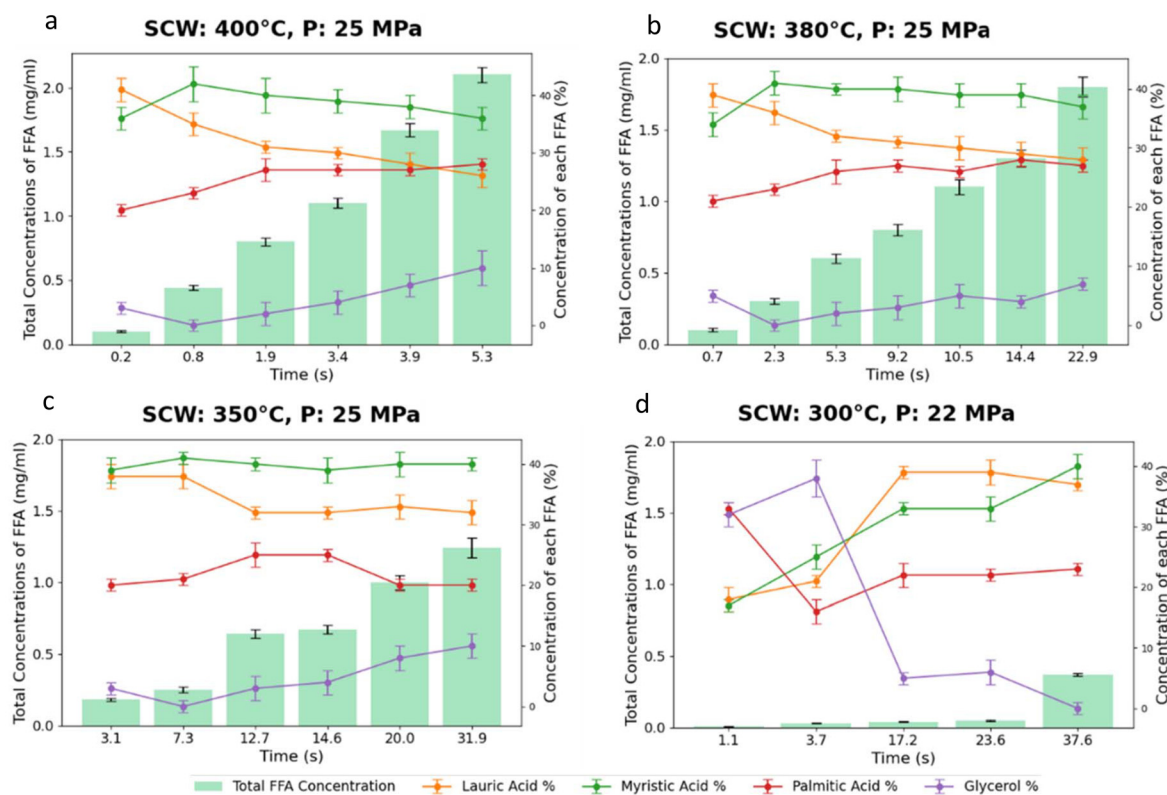 a
SCW: 400°C, P: 25 MPa
Total Concentrations of FFA (mg/ml)
2.0
1.5
1.0
0.5
0.0
40
30
20
10
0
Concentration of each FFA (%)
0.2 0.8 1.9 3.4 3.9 5.3
Time (s)
b
SCW: 380°C, P: 25 MPa
Total Concentrations of FFA (mg/ml)
2.0
1.5
1.0
0.5
0.0
40
30
20
10
0
Concentration of each FFA (%)
0.7 2.3 5.3 9.2 10.5 14.4 22.9
Time (s)
c
SCW: 350°C, P: 25 MPa
Total Concentrations of FFA (mg/ml)
2.0
1.5
1.0
0.5
0.0
40
30
20
10
0
Concentration of each FFA (%)
3.1 7.3 12.7 14.6 20.0 31.9
Time (s)
d
SCW: 300°C, P: 22 MPa
Total Concentrations of FFA (mg/ml)
2.0
1.5
1.0
0.5
0.0
40
30
20
10
0
Concentration of each FFA (%)
1.1 3.7 17.2 23.6 37.6
Time (s)
Total FFA Concentration Lauric Acid % Myristic Acid % Palmitic Acid % Glycerol %